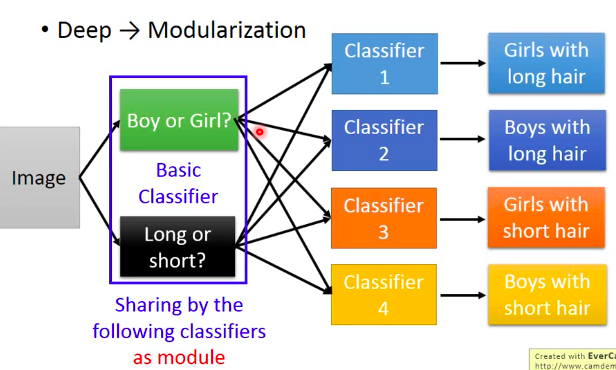 • Deep → Modularization
Image
Boy or Girl?
Basic
Classifier
Long or
short?
Sharing by the
following classifiers
as module
Classifier
1
Girls with
long hair
Classifier
2
Boys with
long hair
Classifier
3
Girls with
short hair
Classifier
4
Boys with
short hair
Created with EverCa
http://www.camdem